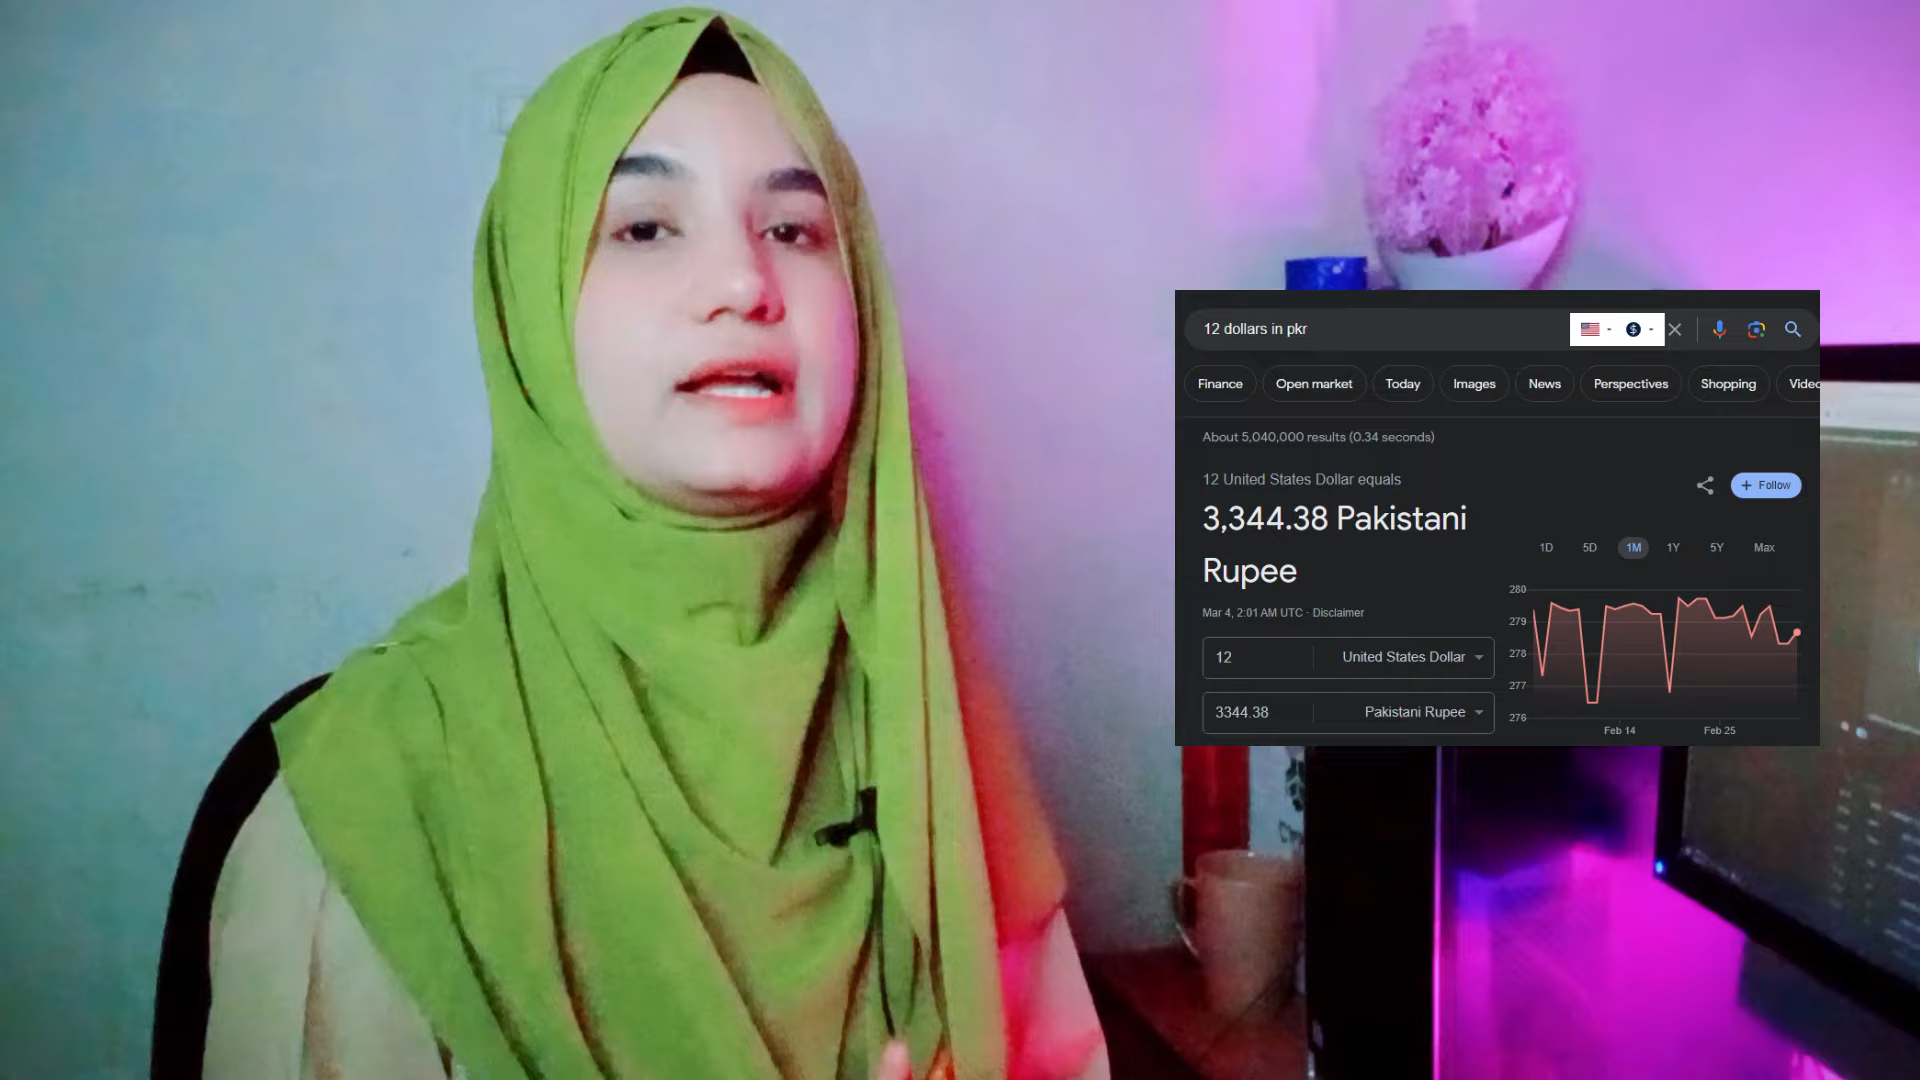 12 dollars in pkr
Finance Open market Today Images News Perspectives Shopping Videc
About 5,040,000 results (0.34 seconds)
12 United States Dollar equals
Follow
3,344.38 Pakistani
Rupee
1D 5D 1M 1Y 5Y Max
Mar 4, 2:01 AM UTC · Disclaimer
12 United States Dollar
3344.38 Pakistani Rupee
280
279
278
277
276
Feb 14 Feb 25